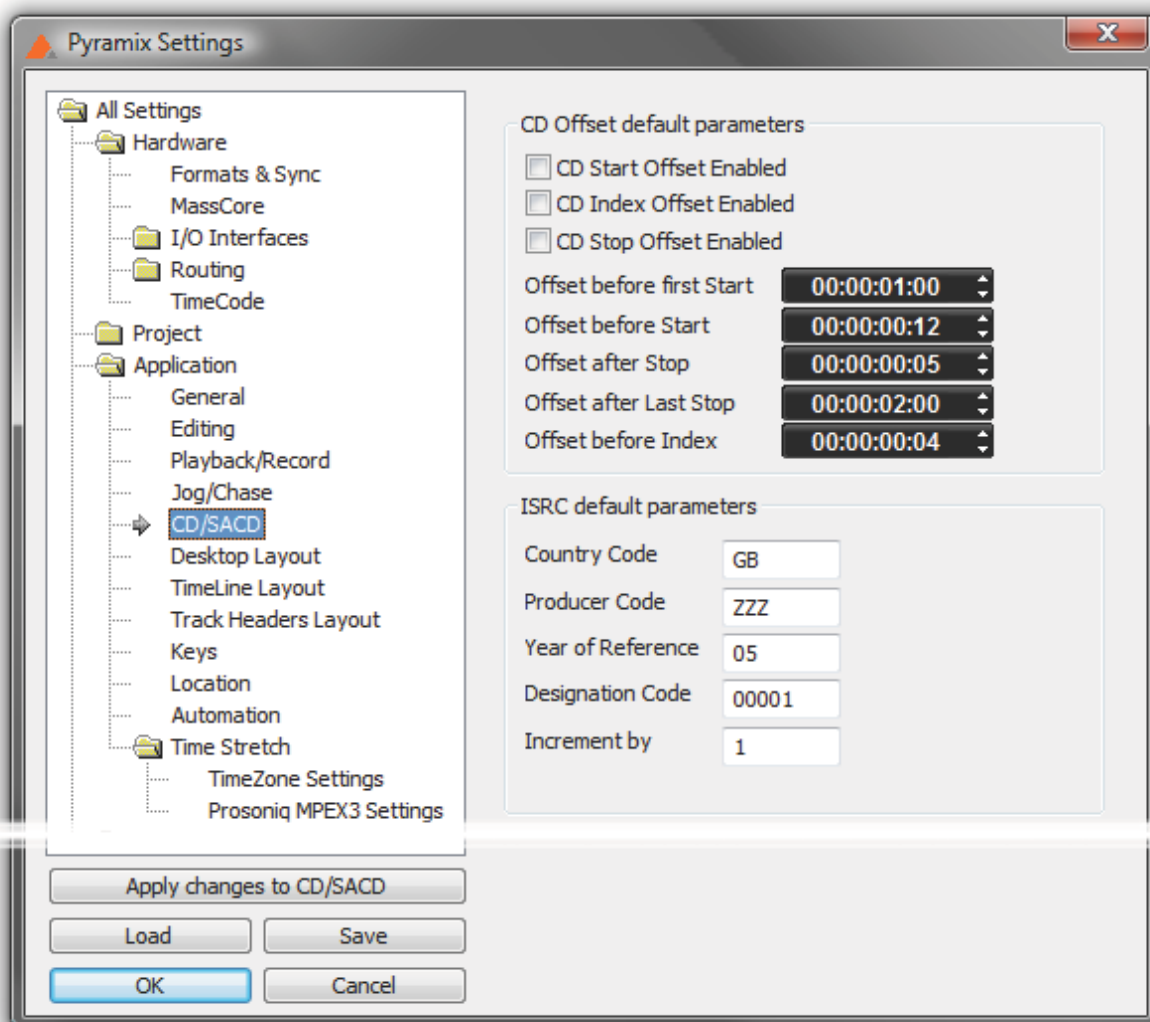 Pyramix Settings
X
All Settings
Hardware
Formats & Sync
MassCore
I/O Interfaces
Routing
TimeCode
Project
Application
General
Editing
Playback/Record
Jog/Chase
CD/SACD
Desktop Layout
TimeLine Layout
Track Headers Layout
Keys
Location
Automation
Time Stretch
TimeZone Settings
Prosoniq MPEX3 Settings
Apply changes to CD/SACD
Load Save
OK Cancel
CD Offset default parameters
CD Start Offset Enabled
CD Index Offset Enabled
CD Stop Offset Enabled
Offset before first Start 00:00:01:00
Offset before Start 00:00:00:12
Offset after Stop 00:00:00:05
Offset after Last Stop 00:00:02:00
Offset before Index 00:00:00:04
ISRC default parameters
Country Code GB
Producer Code ZZZ
Year of Reference 05
Designation Code 00001
Increment by 1